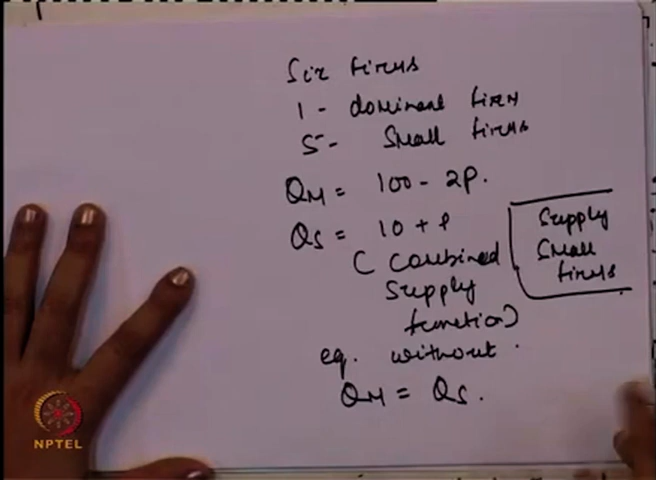 Six firms
1 - dominant firm
5 - Small firms
QM = 100 - 2P.
QS = 10 + P
( Combined
Supply
function)
Supply
Small
firms
eq. without
QM = QS.
NPTEL